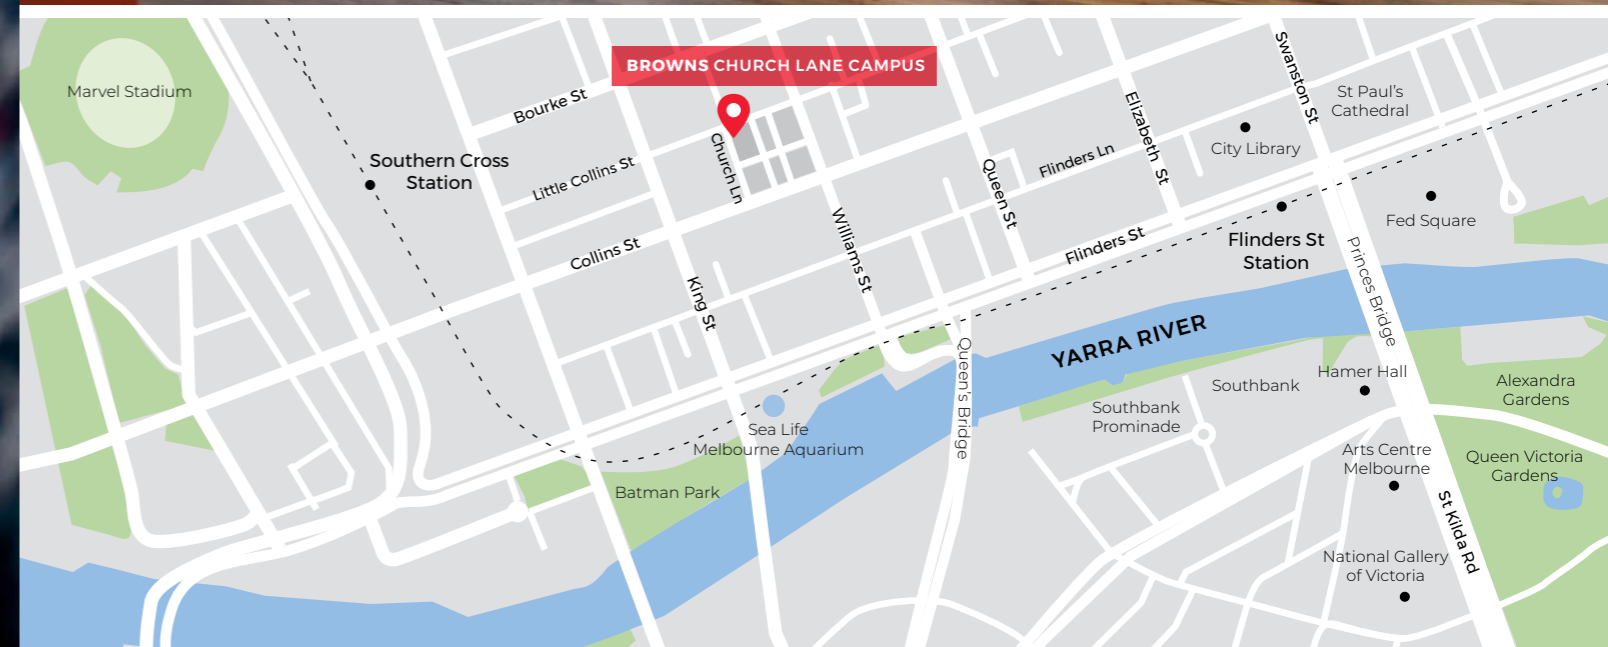 BROWNS CHURCH LANE CAMPUS
Marvel Stadium
Southern Cross
Station
Bourke St
Little Collins St
Collins St
Church Ln
King St
Williams St
Queen St
Flinders Ln
Flinders St
Elizabeth St
Swanston St
St Paul's
Cathedral
City Library
Fed Square
Flinders St
Station
Princes Bridge
YARRA RIVER
Queen's Bridge
Sea Life
Melbourne Aquarium
Batman Park
Southbank
Prominade
Southbank
Hamer Hall
Alexandra
Gardens
Arts Centre
Melbourne
Queen Victoria
Gardens
St Kilda Rd
National Gallery
of Victoria